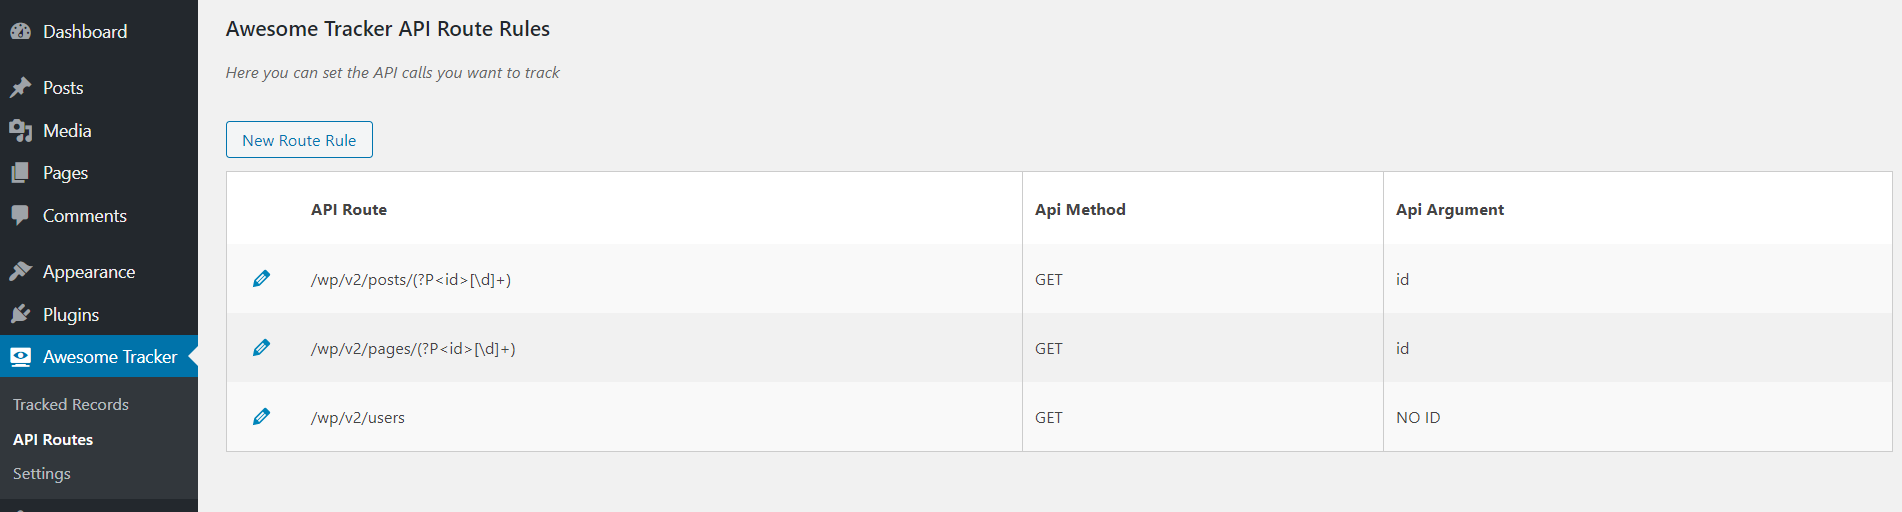 Dashboard
Posts
Media
Pages
Comments
Appearance
Plugins
Awesome Tracker
Tracked Records
API Routes
Settings
Awesome Tracker API Route Rules
Here you can set the API calls you want to track
New Route Rule
API Route Api Method Api Argument
/wp/v2/posts/(?P<id>[\d]+) GET id
/wp/v2/pages/(?P<id>[\d]+) GET id
/wp/v2/users GET NO ID